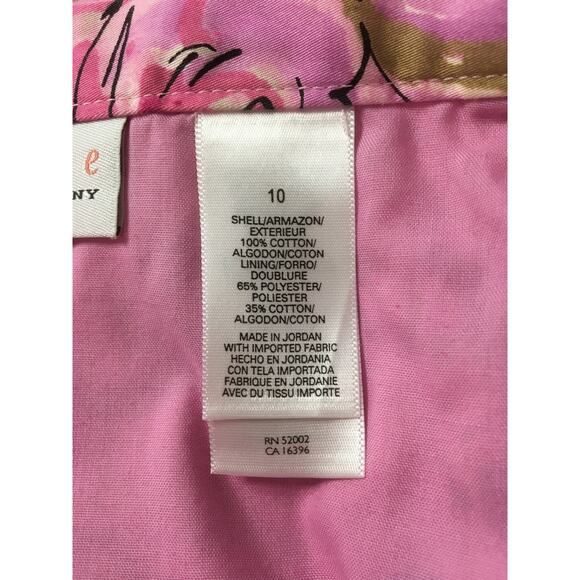 e
NY
10
SHELL/ARMAZON/
EXTERIEUR
100% COTTON/
ALGODON/COTON
LINING/FORRO/
DOUBLURE
65% POLYESTER/
POLIESTER
35% COTTON/
ALGODON/COTON
MADE IN JORDAN
WITH IMPORTED FABRIC
HECHO EN JORDANIA
CON TELA IMPORTADA
FABRIQUE EN JORDANIE
AVEC DU TISSU IMPORTE
RN 52002
CA 16396